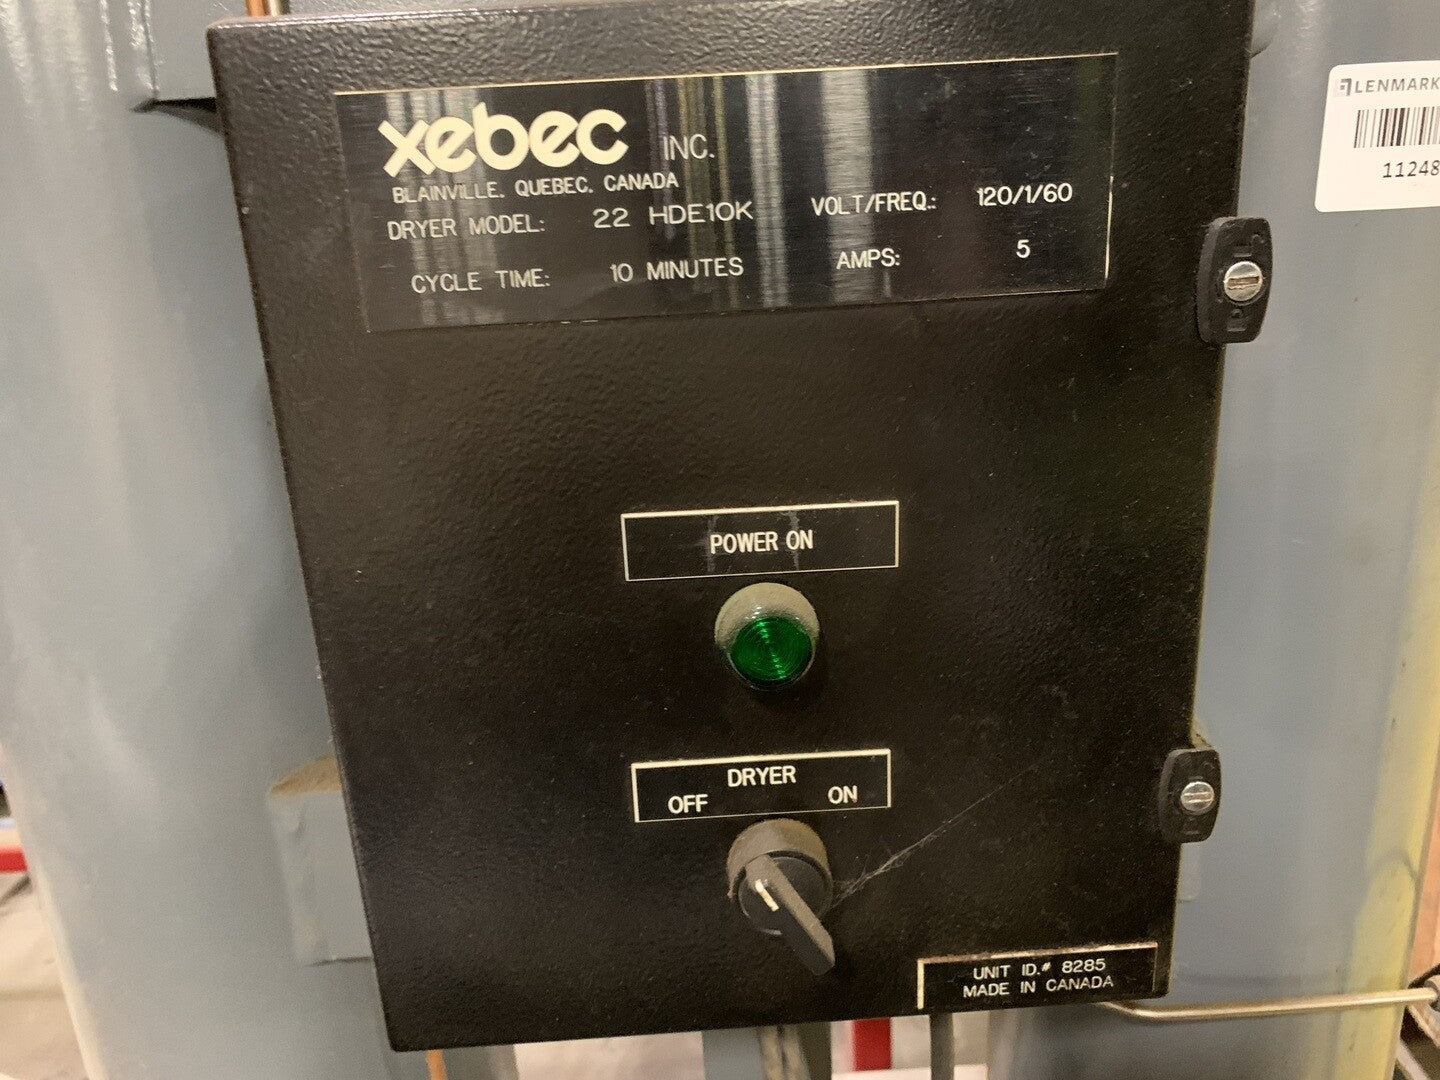 xebec INC.
BLAINVILLE, QUEBEC, CANADA
DRYER MODEL: 22 HDE10K VOLT/FREQ.: 120/1/60
CYCLE TIME: 10 MINUTES AMPS: 5
LENMARK
11248
POWER ON
DRYER
OFF ON
UNIT ID.# 8285
MADE IN CANADA